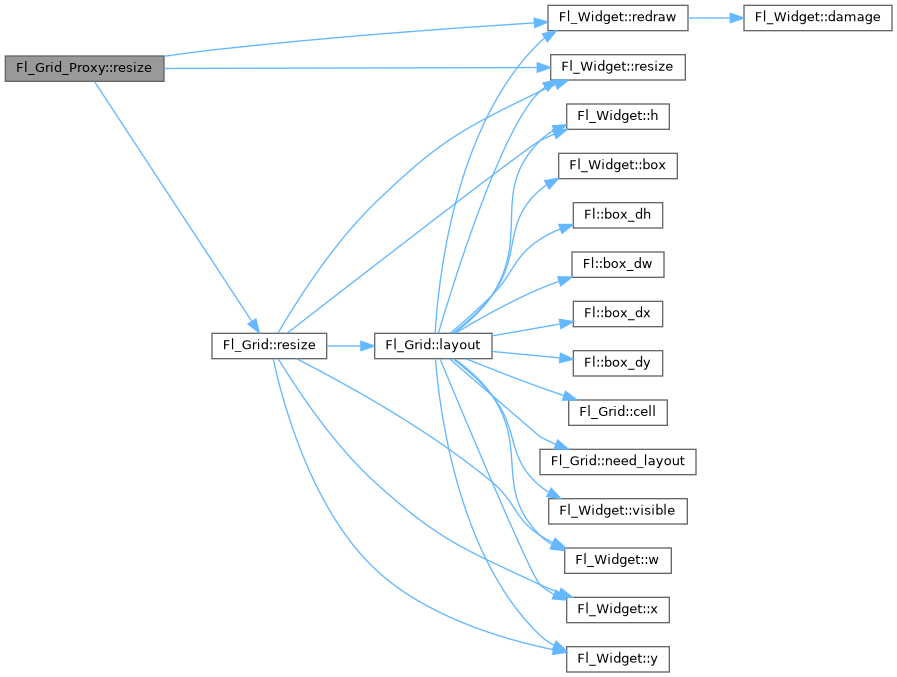 Fl_Grid_Proxy::resize
Fl_Widget::redraw
Fl_Widget::damage
Fl_Widget::resize
Fl_Widget::h
Fl_Widget::box
Fl::box_dh
Fl::box_dw
Fl::box_dx
Fl_Grid::resize
Fl_Grid::layout
Fl::box_dy
Fl_Grid::cell
Fl_Grid::need_layout
Fl_Widget::visible
Fl_Widget::w
Fl_Widget::x
Fl_Widget::y